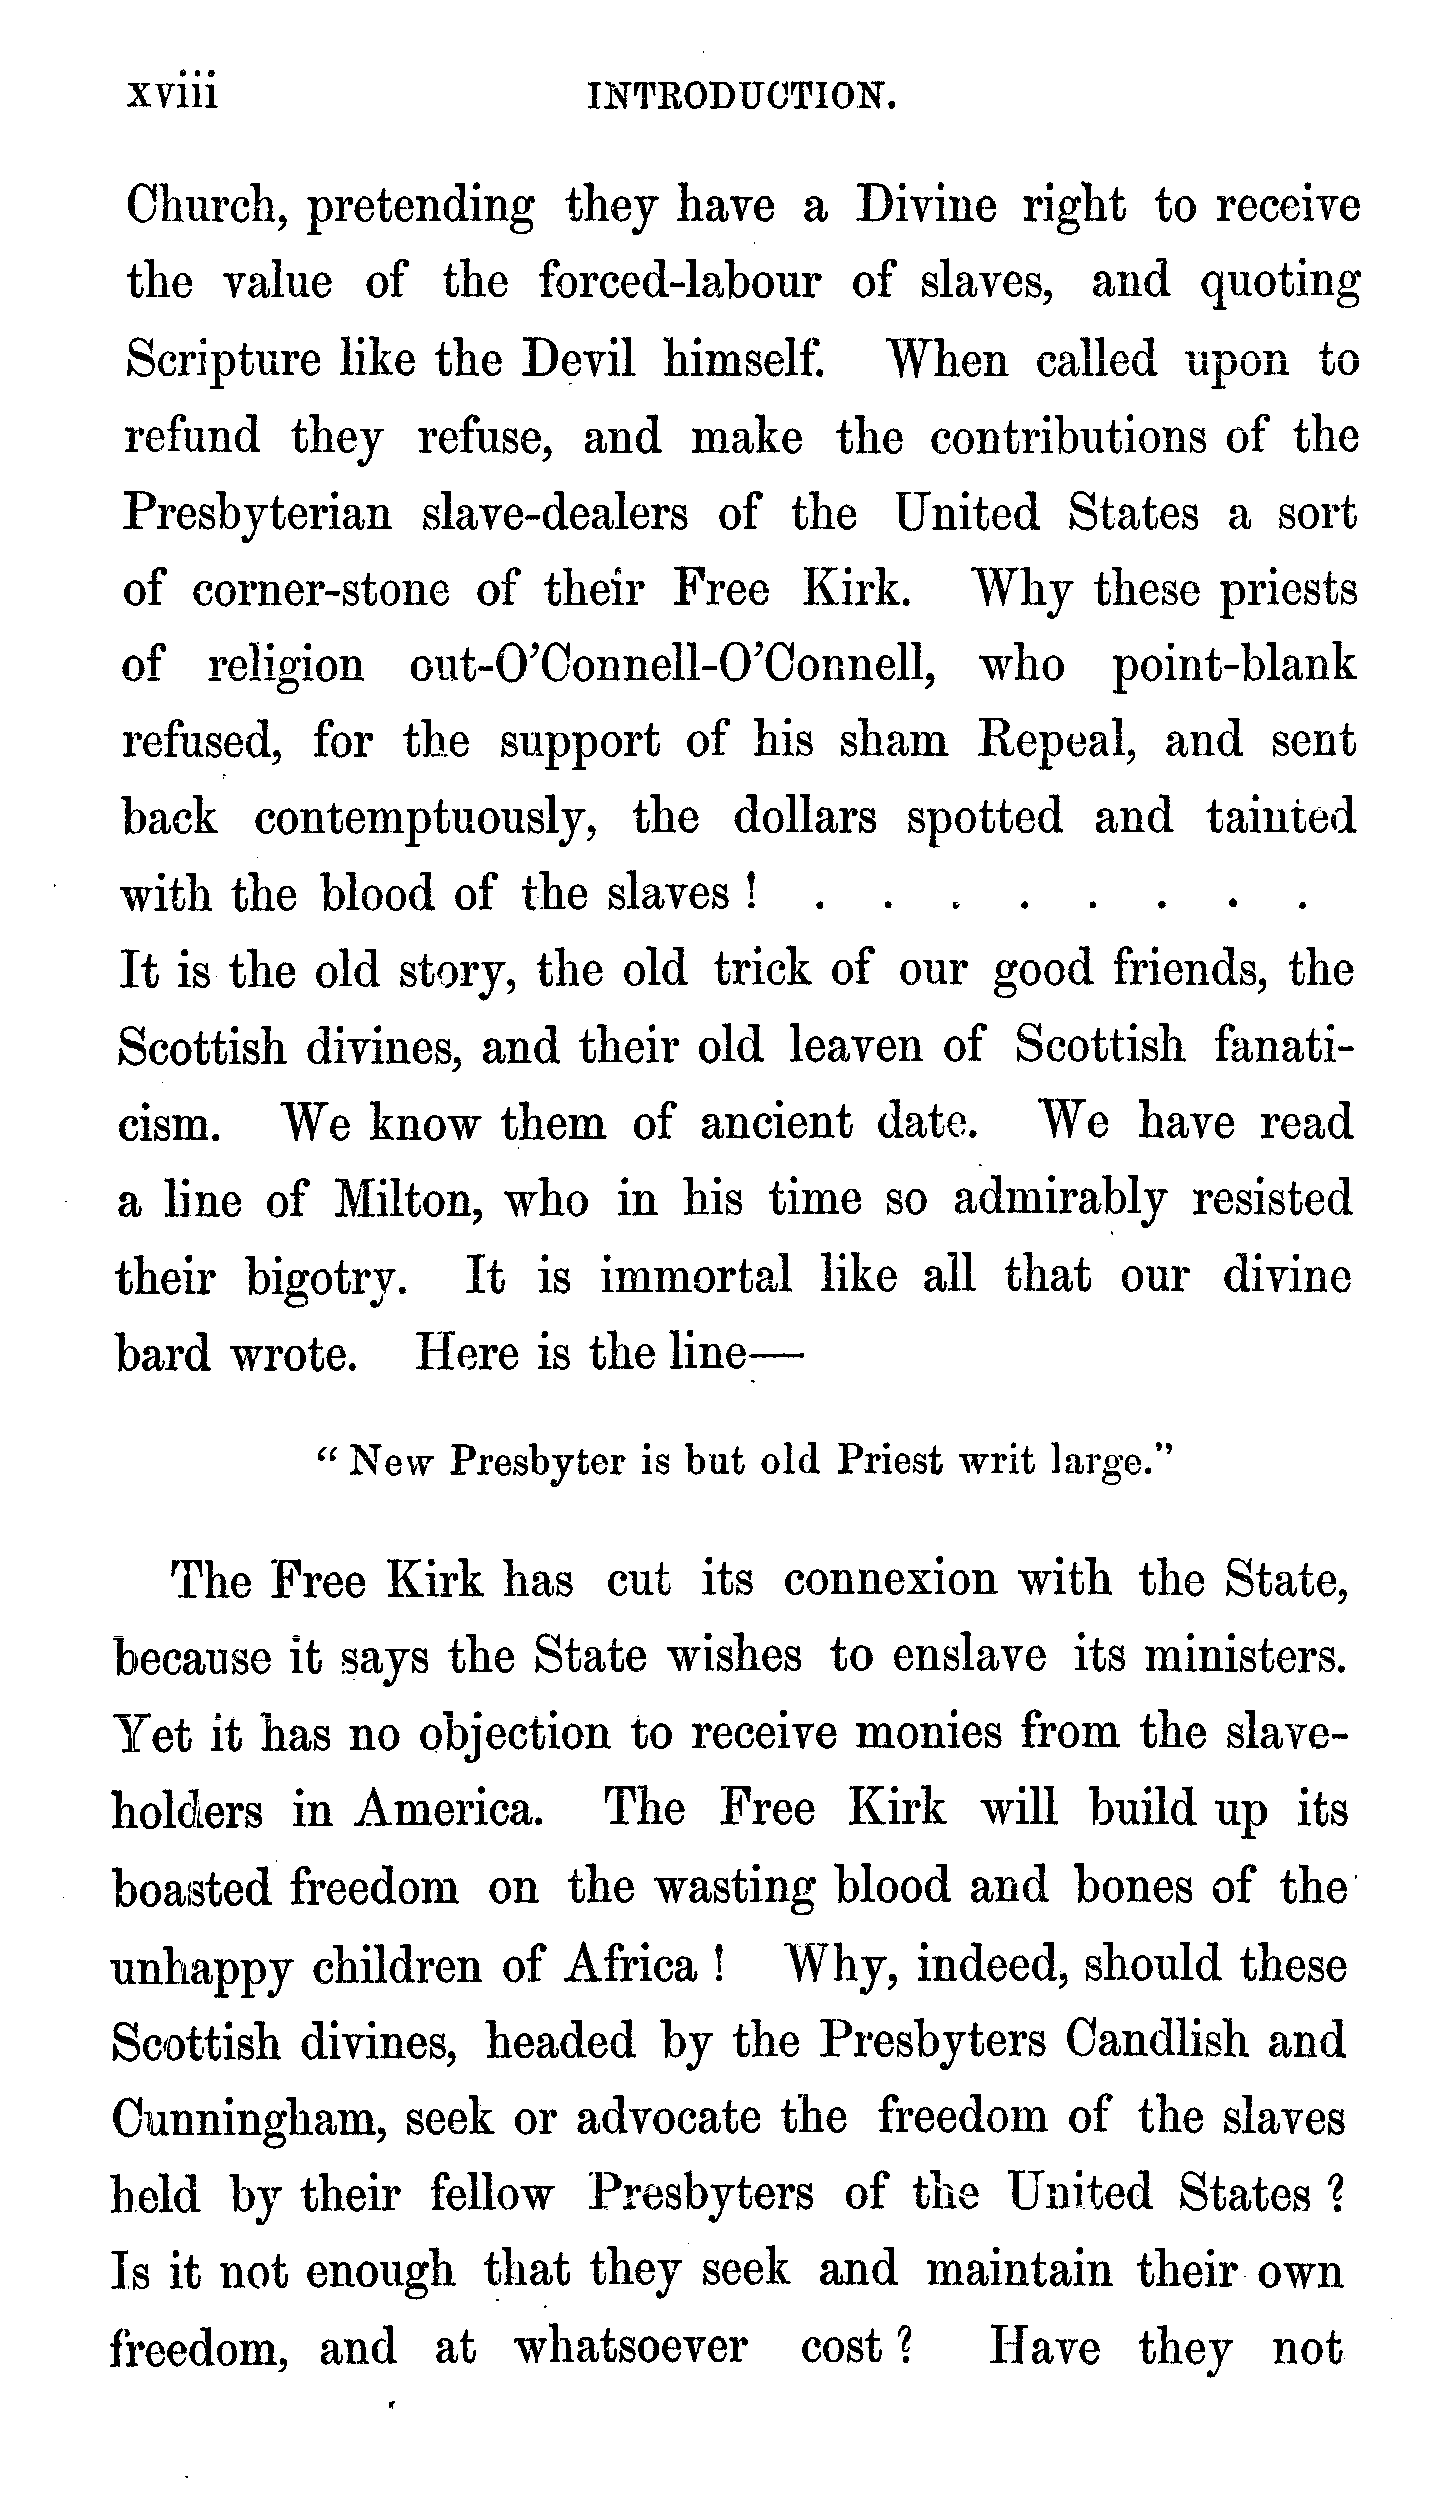 xviii INTRODUCTION.
Church, pretending they have a Divine right to receive
the value of the forced-labour of slaves, and quoting
Scripture like the Devil himself. When called upon to
refund they refuse, and make the contributions of the
Presbyterian slave-dealers of the United States a sort
of corner-stone of their Free Kirk. Why these priests
of religion out-O'Connell-O'Connell, who point-blank
refused, for the support of his sham Repeal, and sent
back contemptuously, the dollars spotted and tainted
with the blood of the slaves ! . . . . . . . .
It is the old story, the old trick of our good friends, the
Scottish divines, and their old leaven of Scottish fanati-
cism. We know them of ancient date. We have read
a line of Milton, who in his time so admirably resisted
their bigotry. It is immortal like all that our divine
bard wrote. Here is the line—
" New Presbyter is but old Priest writ large."
The Free Kirk has cut its connexion with the State,
because it says the State wishes to enslave its ministers.
Yet it has no objection to receive monies from the slave-
holders in America. The Free Kirk will build up its
boasted freedom on the wasting blood and bones of the
unhappy children of Africa ! Why, indeed, should these
Scottish divines, headed by the Presbyters Candlish and
Cunningham, seek or advocate the freedom of the slaves
held by their fellow Presbyters of the United States ?
Is it not enough that they seek and maintain their own
freedom, and at whatsoever cost ? Have they not